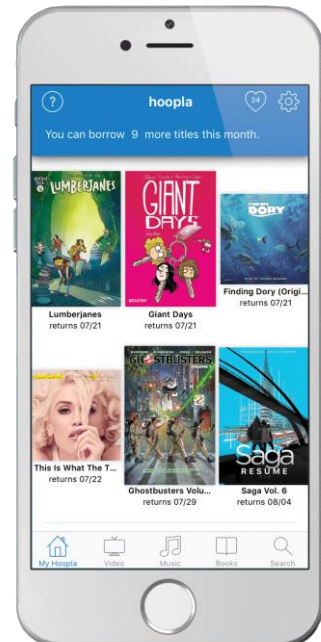 ?
hoopla
34
You can borrow 9 more titles this month.
LUMBERJANES
GIANT
DAYS
FINDING
DORY
Lumberjanes
returns 07/21
Giant Days
returns 07/21
Finding Dory (Origi...
returns 07/21
GHOSTBUSTERS
Saga
RESUME
This Is What The T...
returns 07/22
Ghostbusters Volu...
returns 07/29
Saga Vol. 6
returns 08/04
My Hoopla
Video
Music
Books
Search